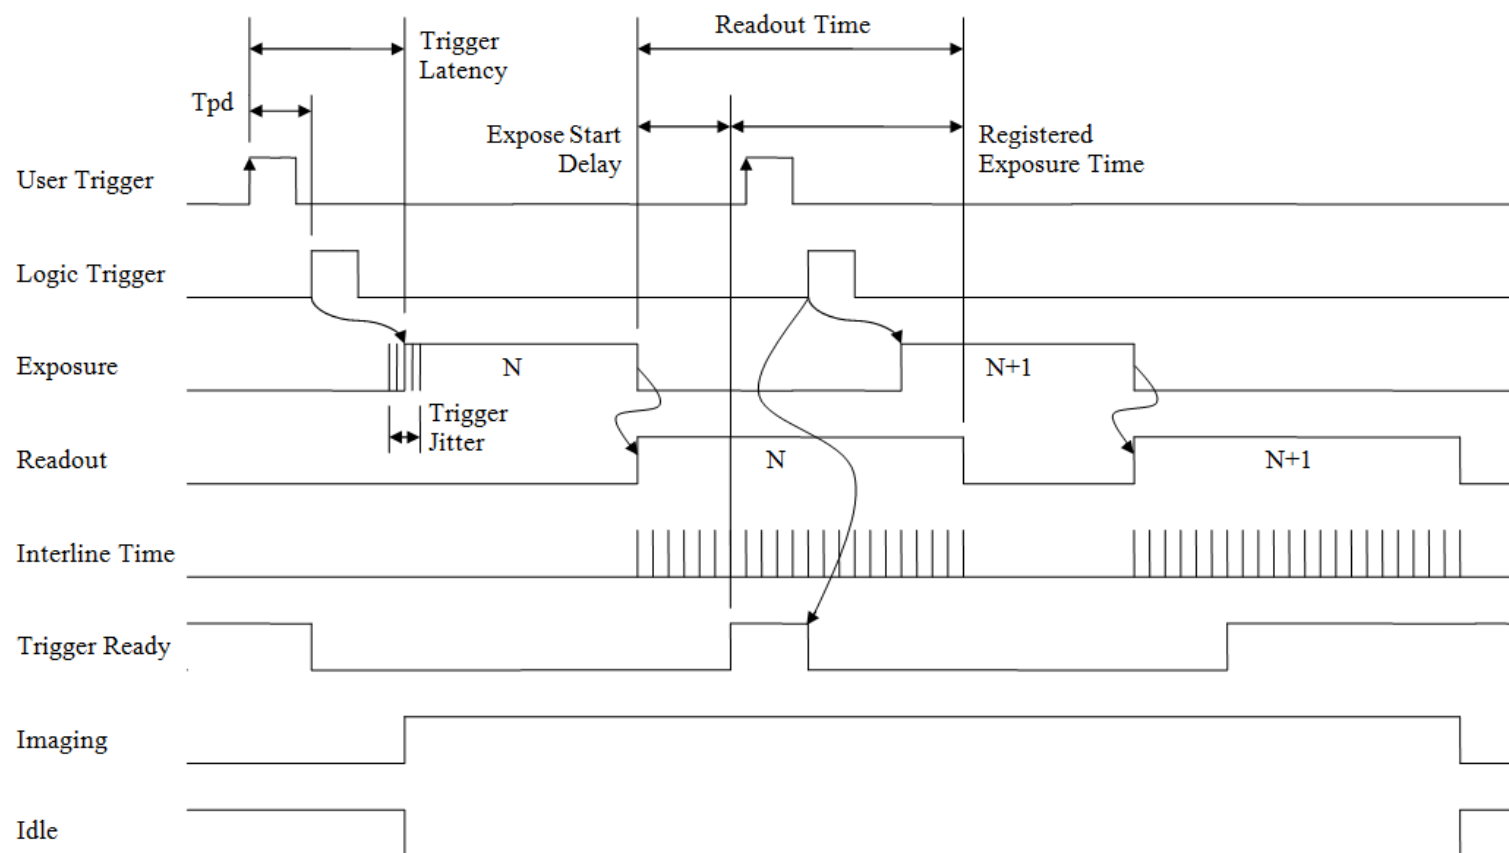 Readout Time
Trigger
Latency
Tpd
Expose Start
Delay
Registered
Exposure Time
User Trigger
Logic Trigger
Exposure
N
N+1
Trigger
Jitter
Readout
N
N+1
Interline Time
Trigger Ready
Imaging
Idle